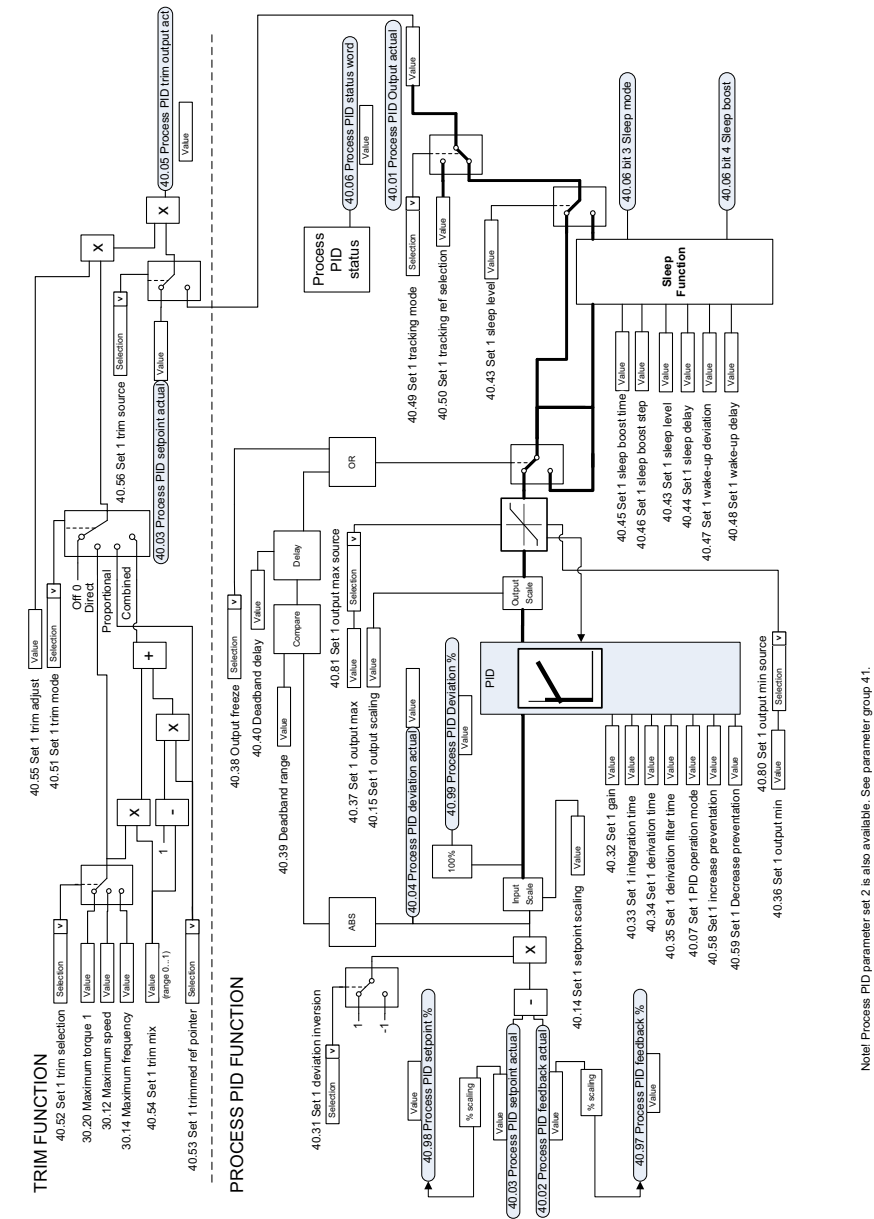 TRIM FUNCTION
40.52 Set 1 trim selection
Selection v
30.20 Maximum torque 1
Value
30.12 Maximum speed
Value
30.14 Maximum frequency
Value
40.54 Set 1 trim mix
Value
(range 0...1)
40.53 Set 1 trimmed ref pointer
Selection v
1
-
X
X
+
40.55 Set 1 trim adjust
Value
40.51 Set 1 trim mode
Selection v
Off 0
Direct
Proportional
Combined
40.56 Set 1 trim source
Selection v
40.03 Process PID setpoint actual
Value
X
X
40.05 Process PID trim output act
Value
PROCESS PID FUNCTION
40.31 Set 1 deviation inversion
Selection v
1
-1
40.98 Process PID setpoint %
Value
% scaling
40.03 Process PID setpoint actual
Value
40.02 Process PID feedback actual
Value
% scaling
40.97 Process PID feedback %
Value
-
X
40.14 Set 1 setpoint scaling
Value
Input
Scale
ABS
100%
40.04 Process PID deviation actual
Value
40.99 Process PID Deviation %
Value
40.38 Output freeze
Selection v
40.40 Deadband delay
Value
40.39 Deadband range
Value
Compare
Delay
OR
40.81 Set 1 output max source
40.37 Set 1 output max
Value
Selection v
40.15 Set 1 output scaling
Value
PID
Output
Scale
40.32 Set 1 gain
Value
40.33 Set 1 integration time
Value
40.34 Set 1 derivation time
Value
40.35 Set 1 derivation filter time
Value
40.07 Set 1 PID operation mode
Value
40.58 Set 1 increase preventation
Value
40.59 Set 1 Decrease preventation
Value
40.80 Set 1 output min source
40.36 Set 1 output min
Value
Selection v
Process
PID
status
40.06 Process PID status word
Value
40.01 Process PID Output actual
Value
40.49 Set 1 tracking mode
Selection v
40.50 Set 1 tracking ref selection
Value
40.43 Set 1 sleep level
Value
40.45 Set 1 sleep boost time
Value
40.46 Set 1 sleep boost step
Value
40.43 Set 1 sleep level
Value
40.44 Set 1 sleep delay
Value
40.47 Set 1 wake-up deviation
Value
40.48 Set 1 wake-up delay
Value
Sleep
Function
40.06 bit 3 Sleep mode
40.06 bit 4 Sleep boost
Note! Process PID parameter set 2 is also available. See parameter group 41.